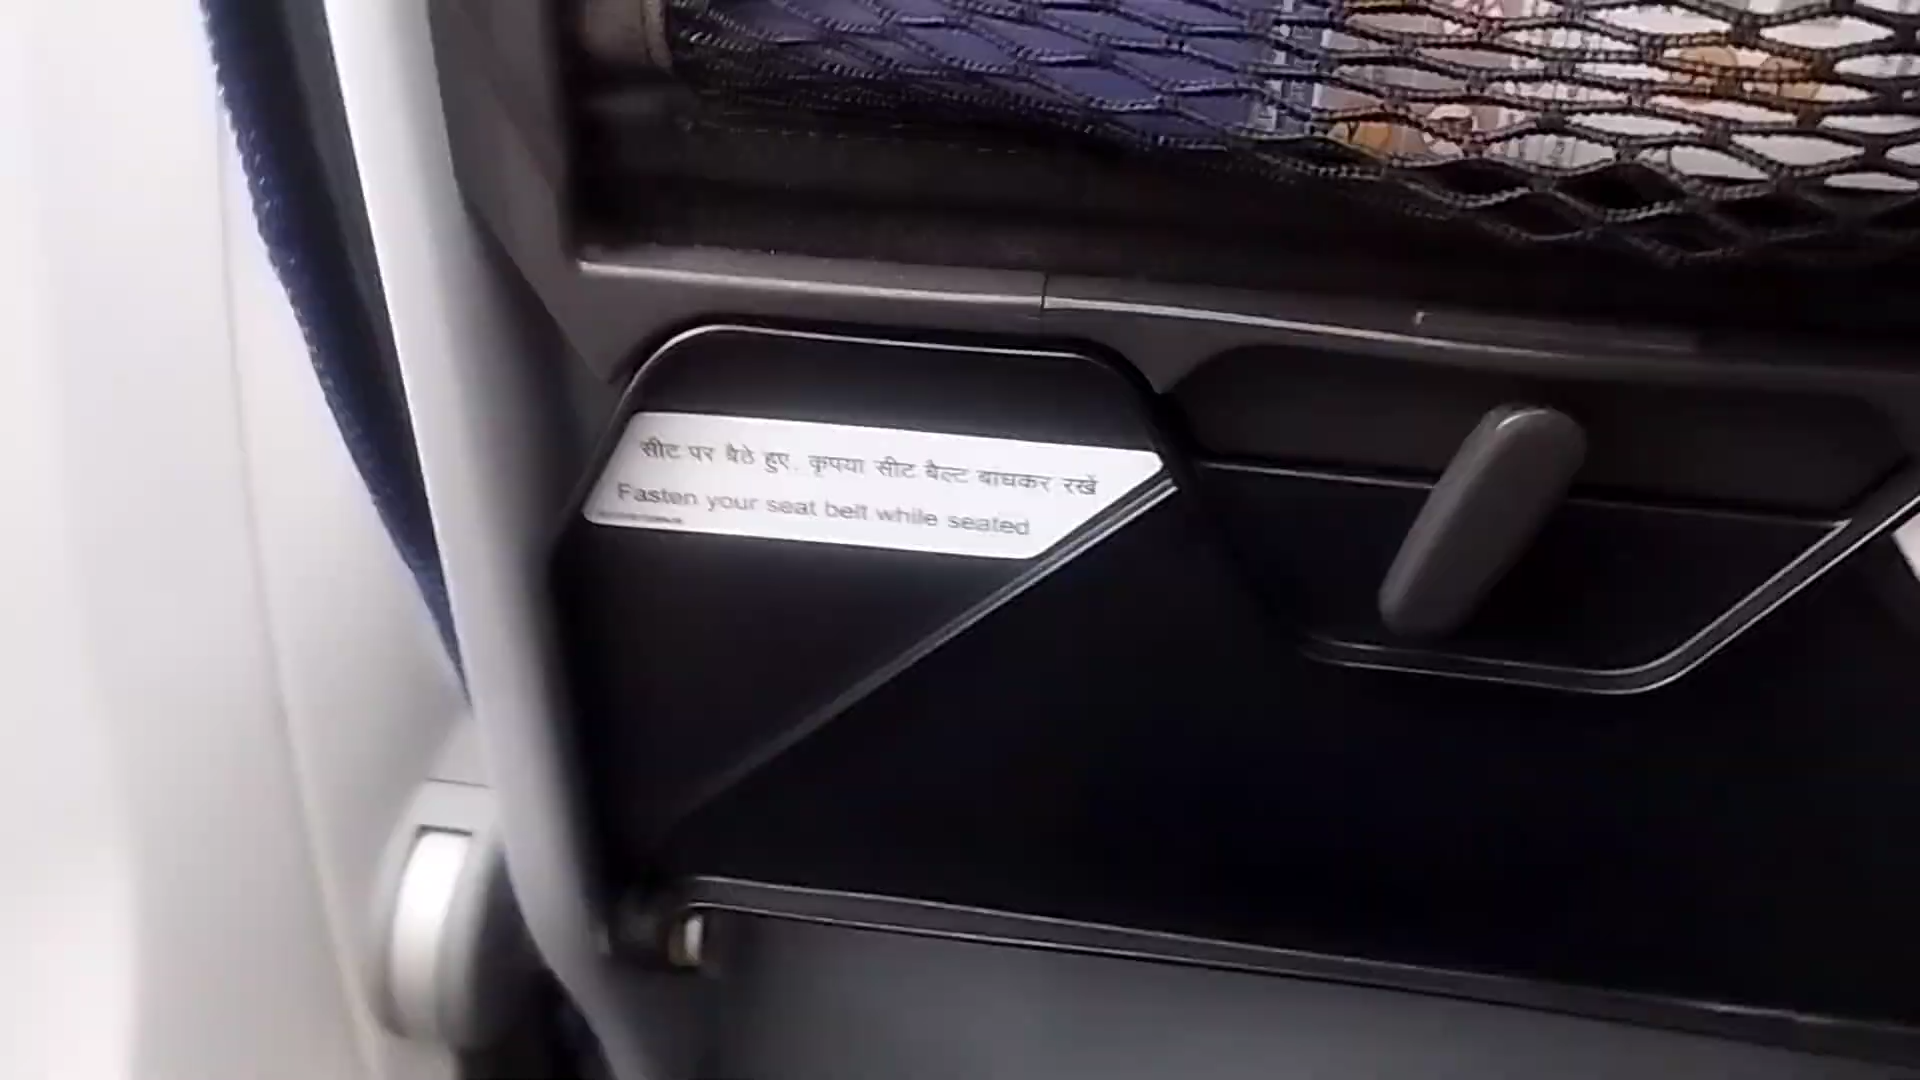 सीट पर बैठे हुए. कृपया सीट बैल्ट बांधकर रखें
Fasten your seat belt while seated